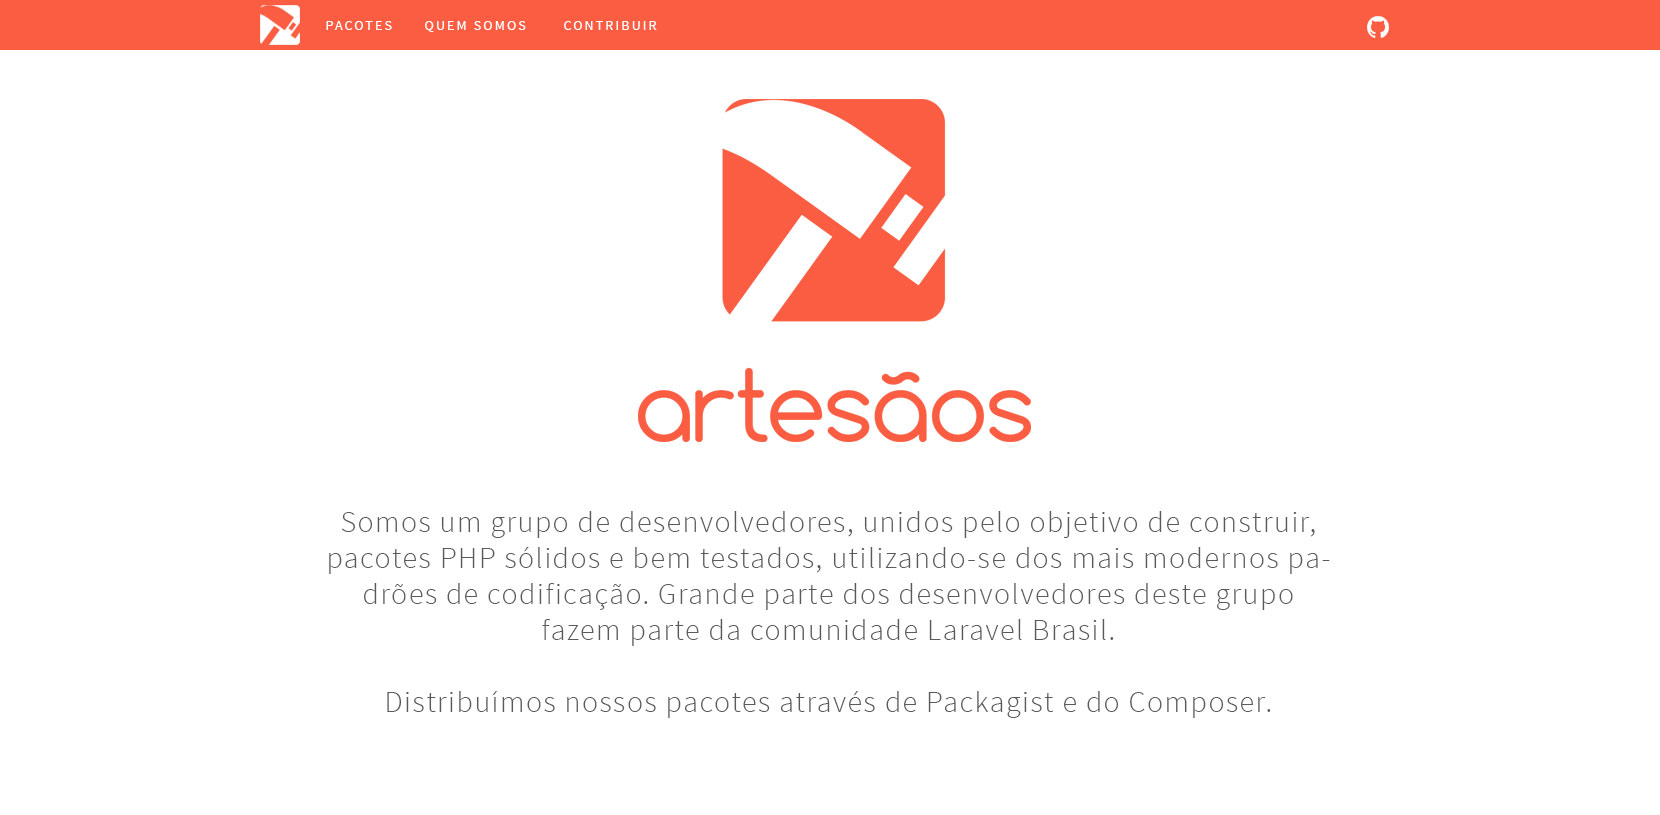 PACOTES QUEM SOMOS CONTRIBUIR
artesãos
Somos um grupo de desenvolvedores, unidos pelo objetivo de construir,
pacotes PHP sólidos e bem testados, utilizando-se dos mais modernos pa-
drões de codificação. Grande parte dos desenvolvedores deste grupo
fazem parte da comunidade Laravel Brasil.
Distribuímos nossos pacotes através de Packagist e do Composer.